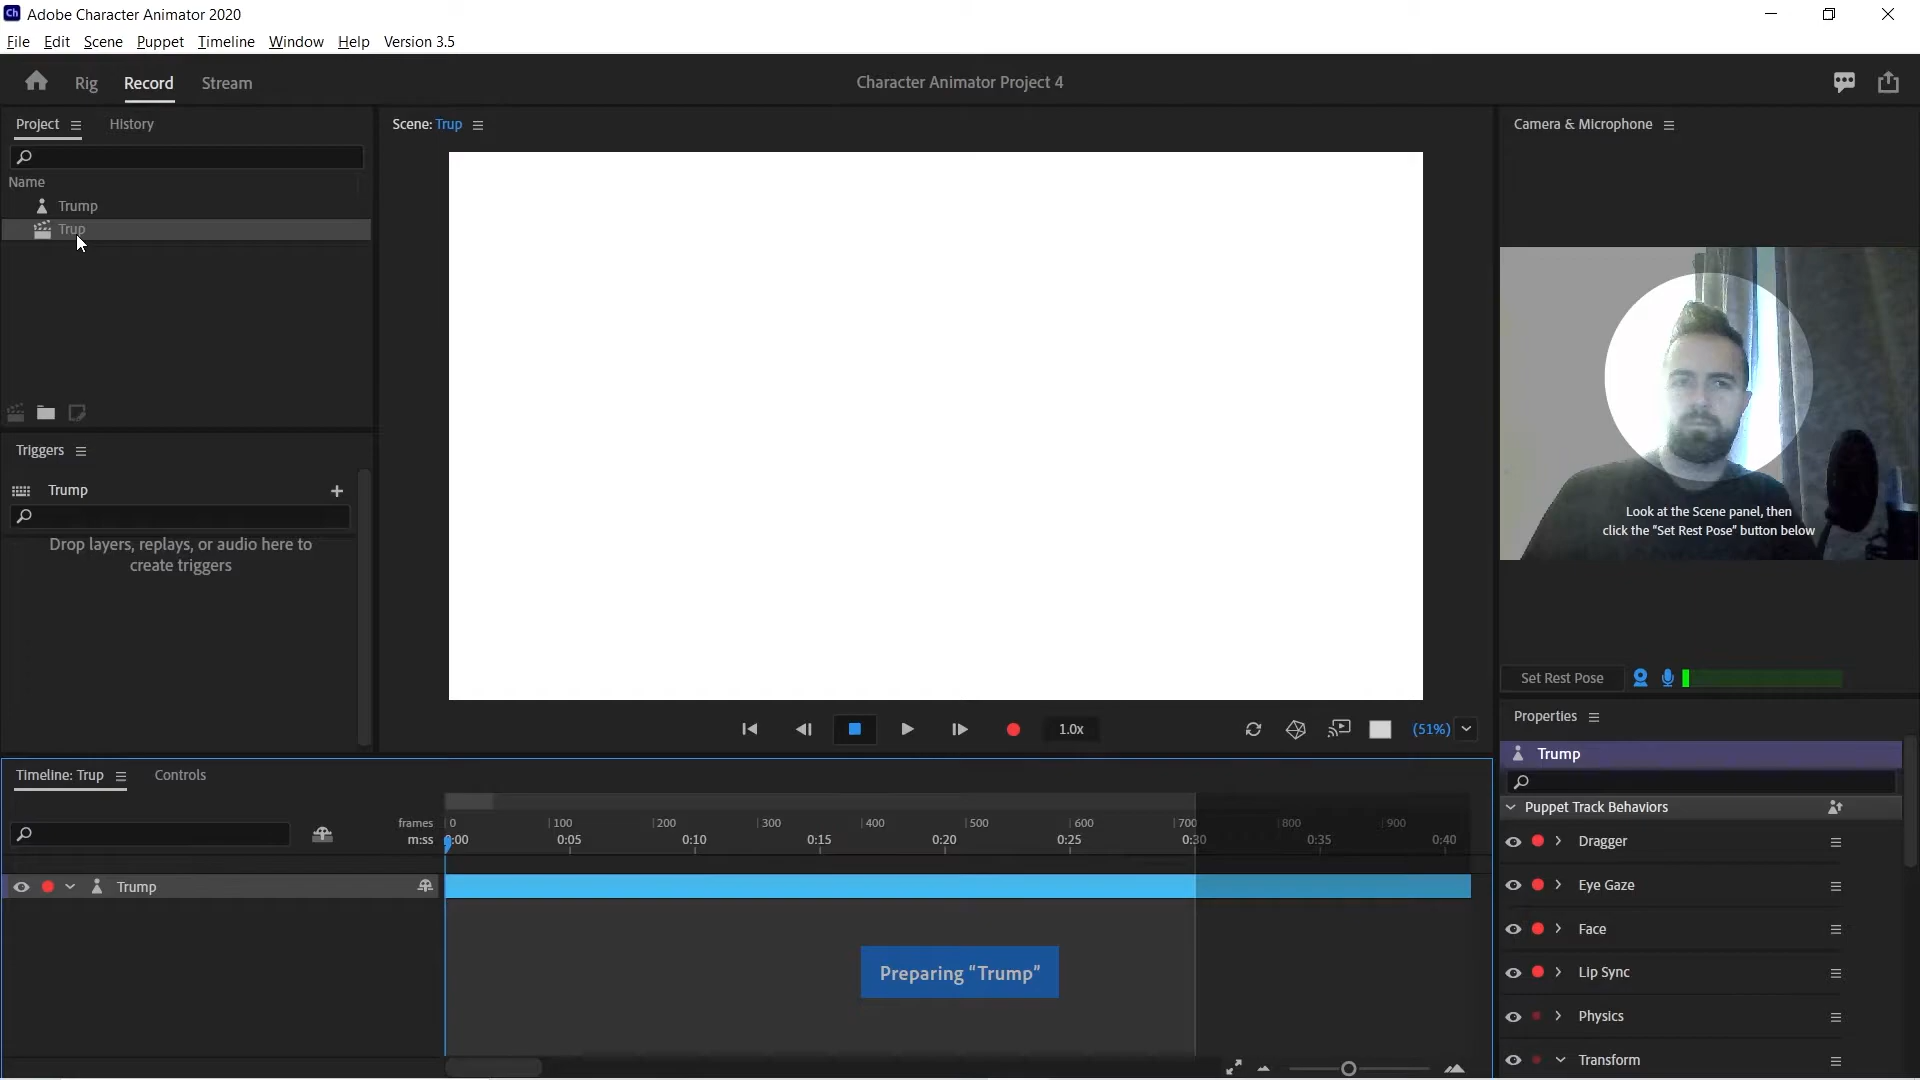 Ch Adobe Character Animator 2020
File Edit Scene Puppet Timeline Window Help Version 3.5
Rig Record Stream
Character Animator Project 4
Project History
Name
Trump
Trup
Scene: Trup
Camera & Microphone
Look at the Scene panel, then
click the "Set Rest Pose" button below
Triggers
Trump +
Drop layers, replays, or audio here to
create triggers
1.0x
(51%)
Set Rest Pose
Properties
Trump
Puppet Track Behaviors
Dragger
Eye Gaze
Face
Lip Sync
Physics
Transform
Timeline: Trup Controls
frames 0 100 200 300 400 500 600 700 800 900
m:ss 0:00 0:05 0:10 0:15 0:20 0:25 0:30 0:35 0:40
Trump
Preparing “Trump”